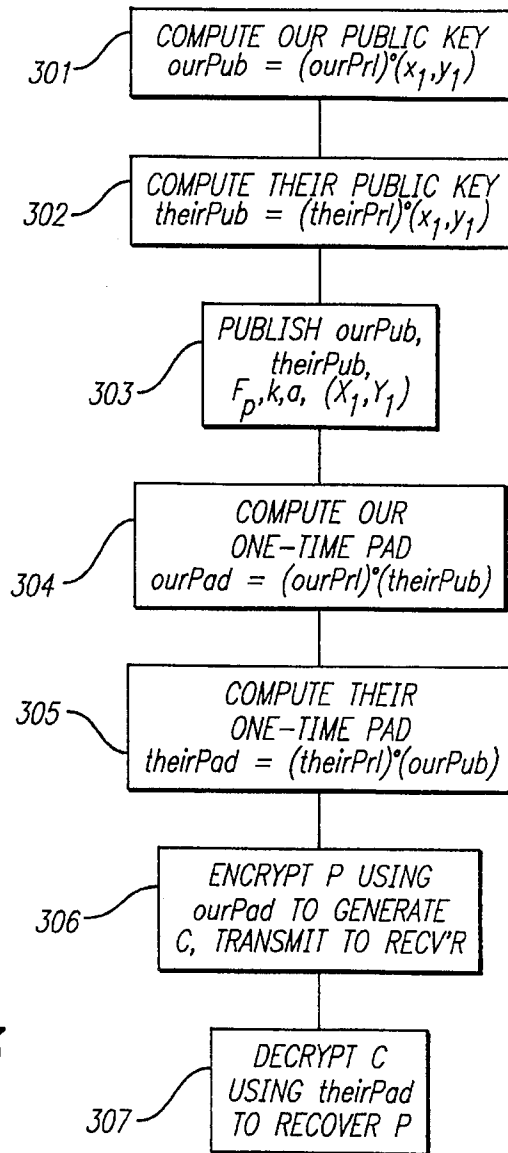 301
COMPUTE OUR PUBLIC KEY
ourPub = (ourPrI)°(x₁,y₁)
302
COMPUTE THEIR PUBLIC KEY
theirPub = (theirPrI)°(x₁,y₁)
303
PUBLISH ourPub,
theirPub,
Fₚ,k,a, (X₁,Y₁)
304
COMPUTE OUR
ONE-TIME PAD
ourPad = (ourPrI)°(theirPub)
305
COMPUTE THEIR
ONE-TIME PAD
theirPad = (theirPrI)°(ourPub)
306
ENCRYPT P USING
ourPad TO GENERATE
C, TRANSMIT TO RECV'R
307
DECRYPT C
USING theirPad
TO RECOVER P